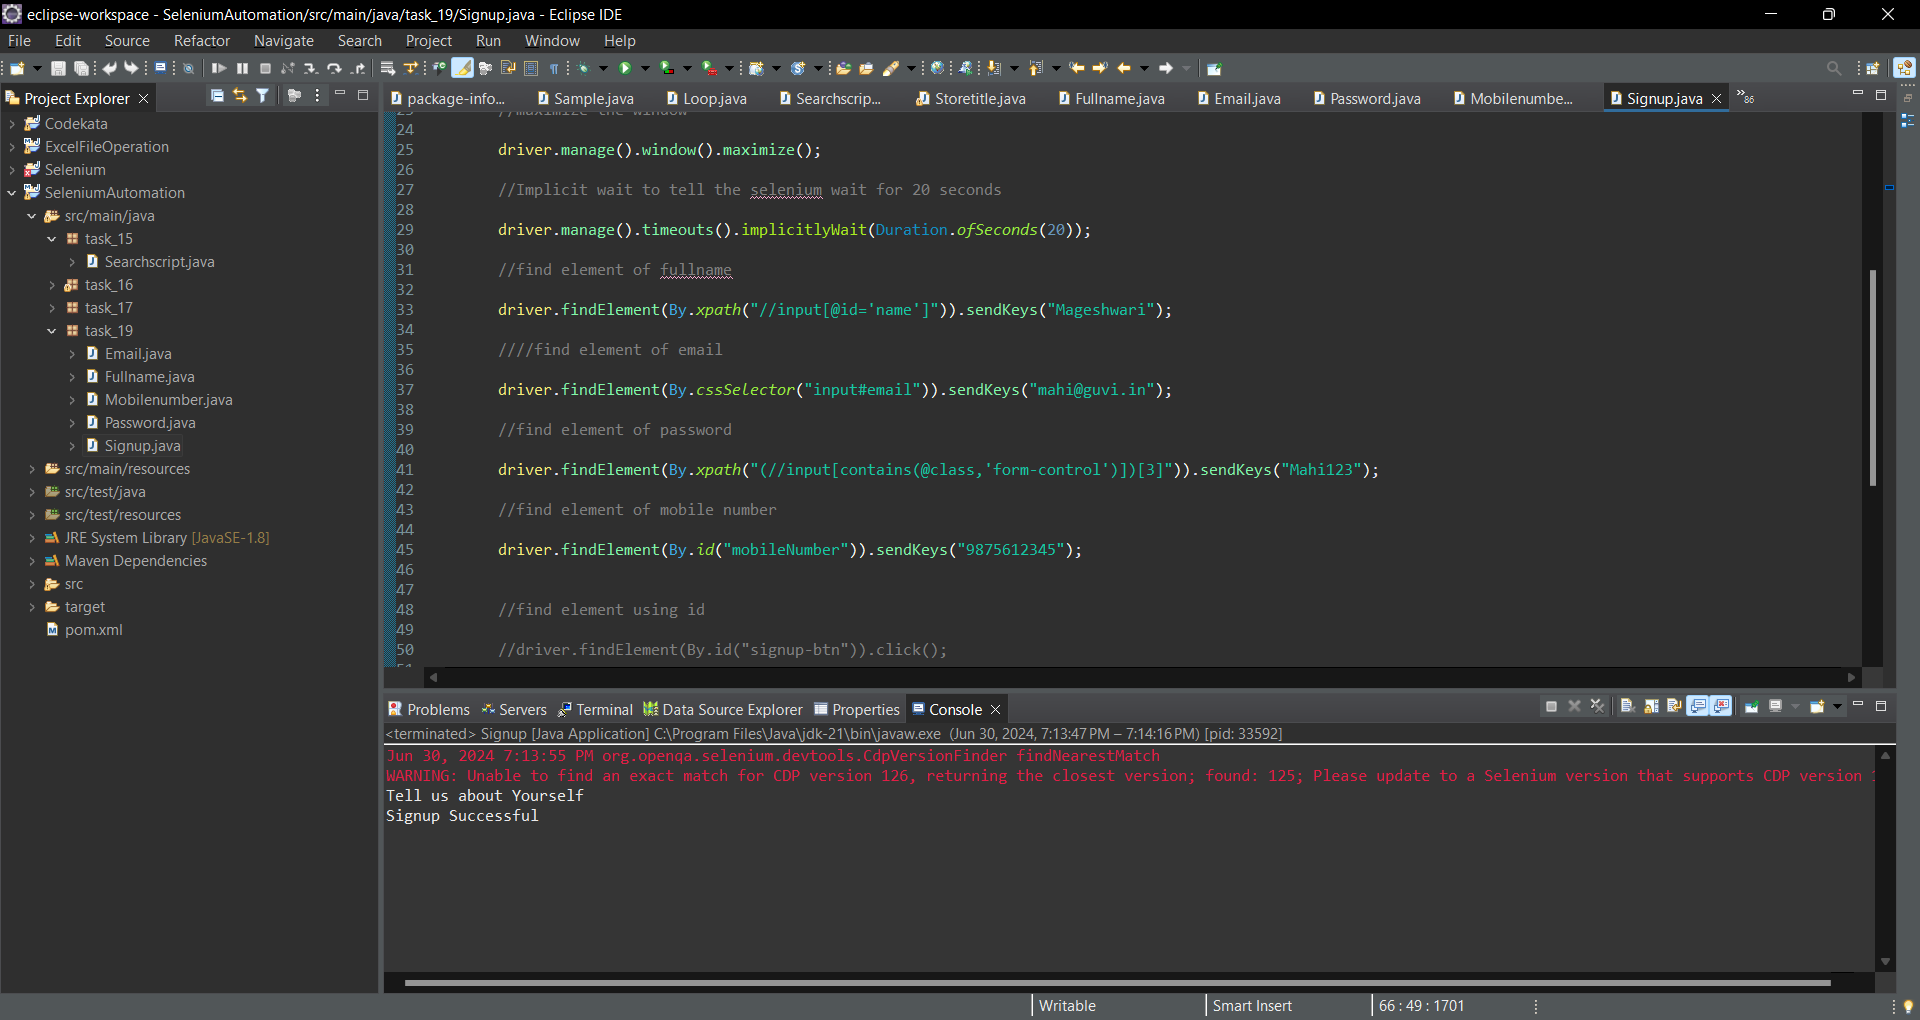 eclipse-workspace - SeleniumAutomation/src/main/java/task_19/Signup.java - Eclipse IDE
File Edit Source Refactor Navigate Search Project Run Window Help
Project Explorer
package-info... Sample.java Loop.java Searchscrip... Storetitle.java Fullname.java Email.java Password.java Mobilenumbe... Signup.java »86
Codekata
ExcelFileOperation
Selenium
SeleniumAutomation
src/main/java
task_15
Searchscript.java
task_16
task_17
task_19
Email.java
Fullname.java
Mobilenumber.java
Password.java
Signup.java
src/main/resources
src/test/java
src/test/resources
JRE System Library [JavaSE-1.8]
Maven Dependencies
src
target
pom.xml
23 //maximize the window
24
25 driver.manage().window().maximize();
26
27 //Implicit wait to tell the selenium wait for 20 seconds
28
29 driver.manage().timeouts().implicitlyWait(Duration.ofSeconds(20));
30
31 //find element of fullname
32
33 driver.findElement(By.xpath("//input[@id='name']")).sendKeys("Mageshwari");
34
35 ////find element of email
36
37 driver.findElement(By.cssSelector("input#email")).sendKeys("mahi@guvi.in");
38
39 //find element of password
40
41 driver.findElement(By.xpath("(//input[contains(@class,'form-control')])[3]")).sendKeys("Mahi123");
42
43 //find element of mobile number
44
45 driver.findElement(By.id("mobileNumber")).sendKeys("9875612345");
46
47
48 //find element using id
49
50 //driver.findElement(By.id("signup-btn")).click();
51
Problems Servers Terminal Data Source Explorer Properties Console
<terminated> Signup [Java Application] C:\Program Files\Java\jdk-21\bin\javaw.exe (Jun 30, 2024, 7:13:47 PM – 7:14:16 PM) [pid: 33592]
Jun 30, 2024 7:13:55 PM org.openqa.selenium.devtools.CdpVersionFinder findNearestMatch
WARNING: Unable to find an exact match for CDP version 126, returning the closest version; found: 125; Please update to a Selenium version that supports CDP version
Tell us about Yourself
Signup Successful
Writable Smart Insert 66 : 49 : 1701